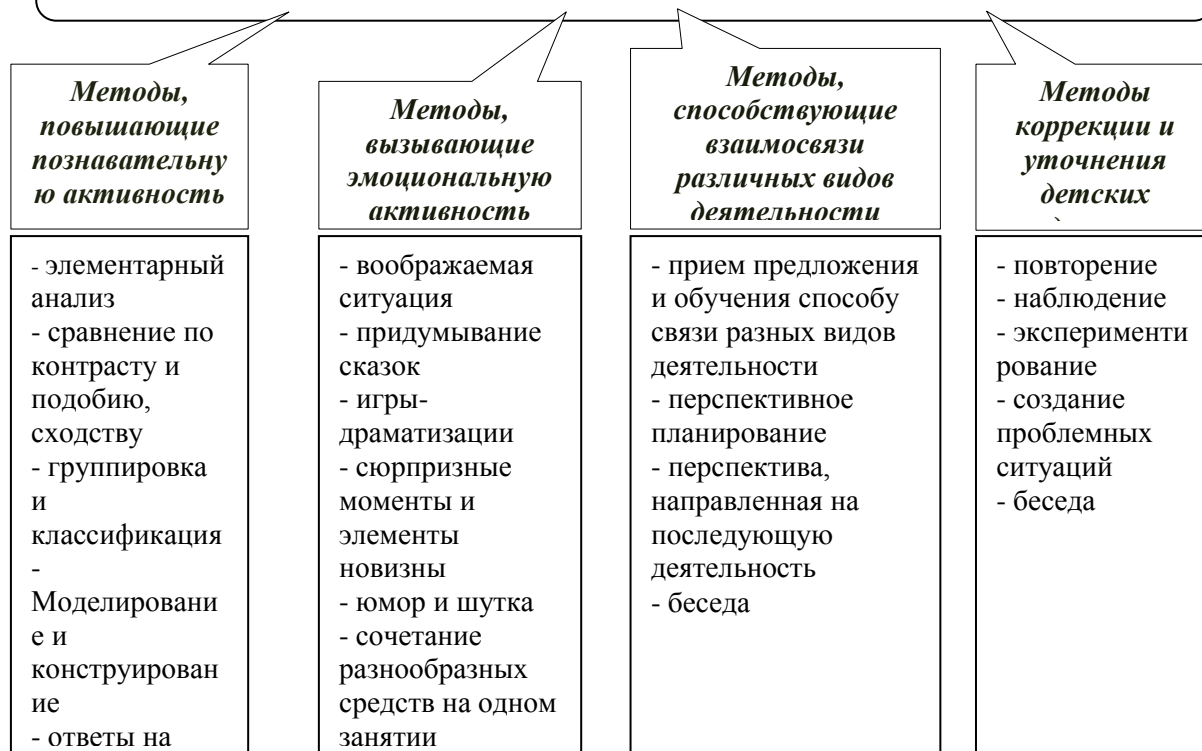 Методы,
повышающие
познавательну
ю активность
Методы,
вызывающие
эмоциональную
активность
Методы,
способствующие
взаимосвязи
различных видов
деятельности
Методы
коррекции и
уточнения
детских
- элементарный
анализ
- сравнение по
контрасту и
подобию,
сходству
- группировка
и
классификация
-
Моделировани
е и
конструирован
ие
- ответы на
- воображаемая
ситуация
- придумывание
сказок
- игры-
драматизации
- сюрпризные
моменты и
элементы
новизны
- юмор и шутка
- сочетание
разнообразных
средств на одном
занятии
- прием предложения
и обучения способу
связи разных видов
деятельности
- перспективное
планирование
- перспектива,
направленная на
последующую
деятельность
- беседа
- повторение
- наблюдение
- эксперименти
рование
- создание
проблемных
ситуаций
- беседа